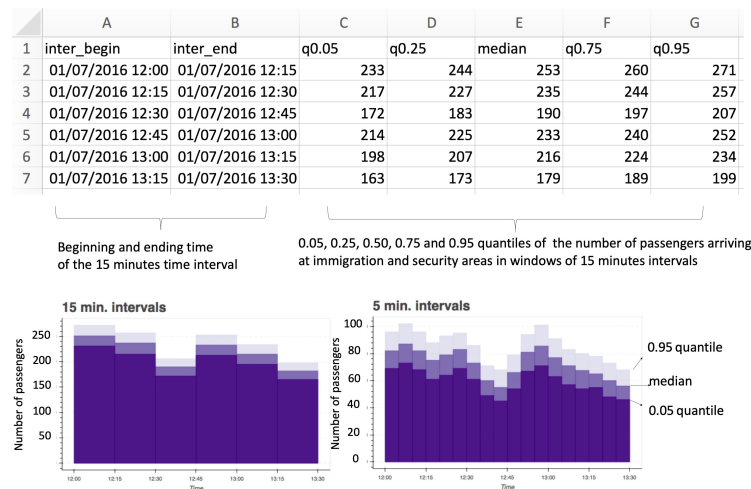 A B C D E F G
1 inter_begin inter_end q0.05 q0.25 median q0.75 q0.95
2 01/07/2016 12:00 01/07/2016 12:15 233 244 253 260 271
3 01/07/2016 12:15 01/07/2016 12:30 217 227 235 244 257
4 01/07/2016 12:30 01/07/2016 12:45 172 183 190 197 207
5 01/07/2016 12:45 01/07/2016 13:00 214 225 233 240 252
6 01/07/2016 13:00 01/07/2016 13:15 198 207 216 224 234
7 01/07/2016 13:15 01/07/2016 13:30 163 173 179 189 199
Beginning and ending time
of the 15 minutes time interval
0.05, 0.25, 0.50, 0.75 and 0.95 quantiles of the number of passengers arriving
at immigration and security areas in windows of 15 minutes intervals
15 min. intervals
Number of passengers
250
200
150
100
50
12:00 12:15 12:30 12:45 13:00 13:15 13:30
Time
5 min. intervals
Number of passengers
100
80
60
40
20
0
12:00 12:15 12:30 12:45 13:00 13:15 13:30
Time
0.95 quantile
median
0.05 quantile